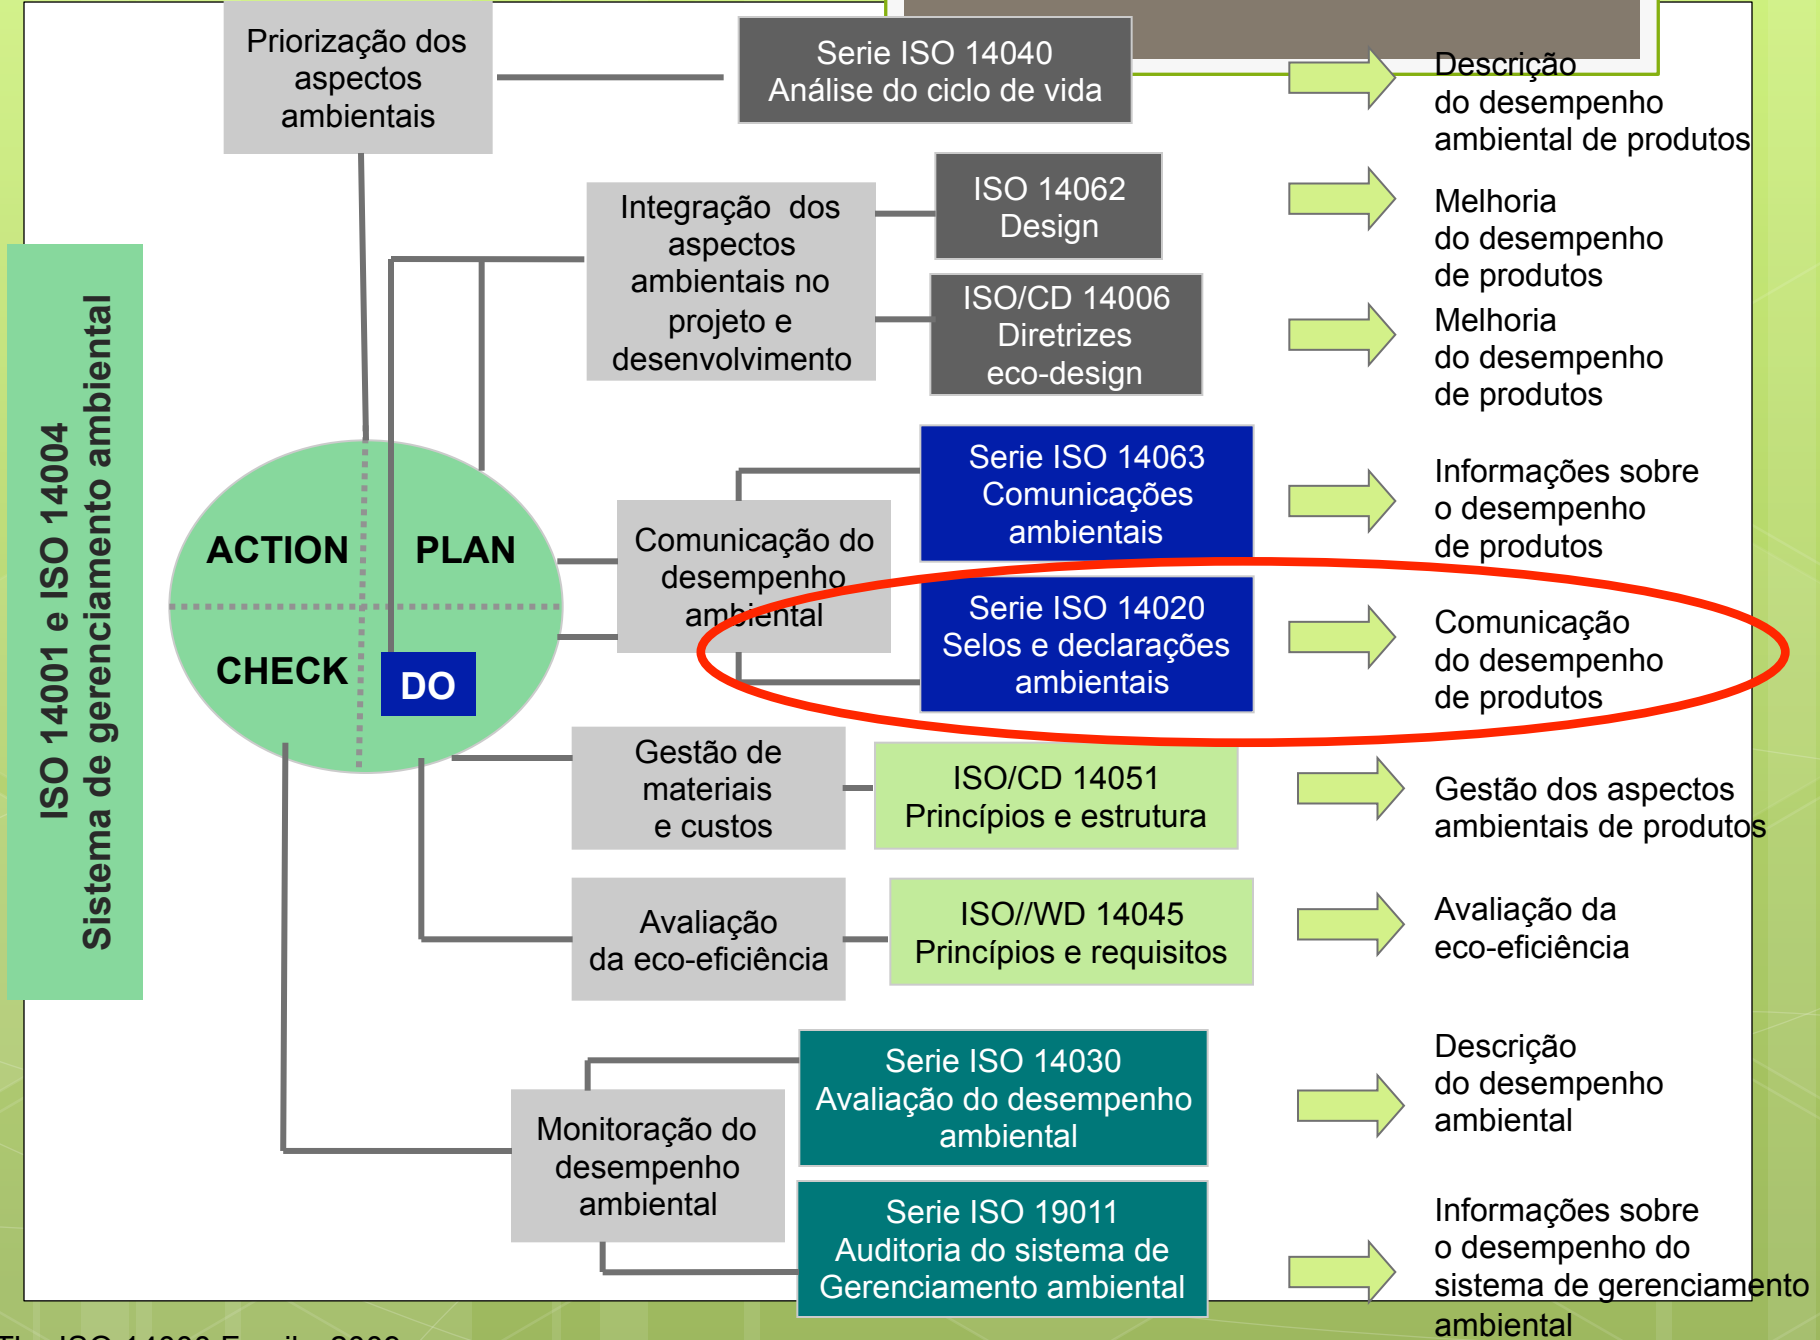 Priorização dos
aspectos
ambientais
Serie ISO 14040
Análise do ciclo de vida
Descrição
do desempenho
ambiental de produtos
Integração dos
aspectos
ambientais no
projeto e
desenvolvimento
ISO 14062
Design
Melhoria
do desempenho
de produtos
ISO/CD 14006
Diretrizes
eco-design
Melhoria
do desempenho
de produtos
ISO 14001 e ISO 14004
Sistema de gerenciamento ambiental
ACTION
PLAN
CHECK
DO
Comunicação do
desempenho
ambiental
Serie ISO 14063
Comunicações
ambientais
Informações sobre
o desempenho
de produtos
Serie ISO 14020
Selos e declarações
ambientais
Comunicação
do desempenho
de produtos
Gestão de
materiais
e custos
ISO/CD 14051
Princípios e estrutura
Gestão dos aspectos
ambientais de produtos
Avaliação
da eco-eficiência
ISO//WD 14045
Princípios e requisitos
Avaliação da
eco-eficiência
Monitoração do
desempenho
ambiental
Serie ISO 14030
Avaliação do desempenho
ambiental
Descrição
do desempenho
ambiental
Serie ISO 19011
Auditoria do sistema de
Gerenciamento ambiental
Informações sobre
o desempenho do
sistema de gerenciamento
ambiental